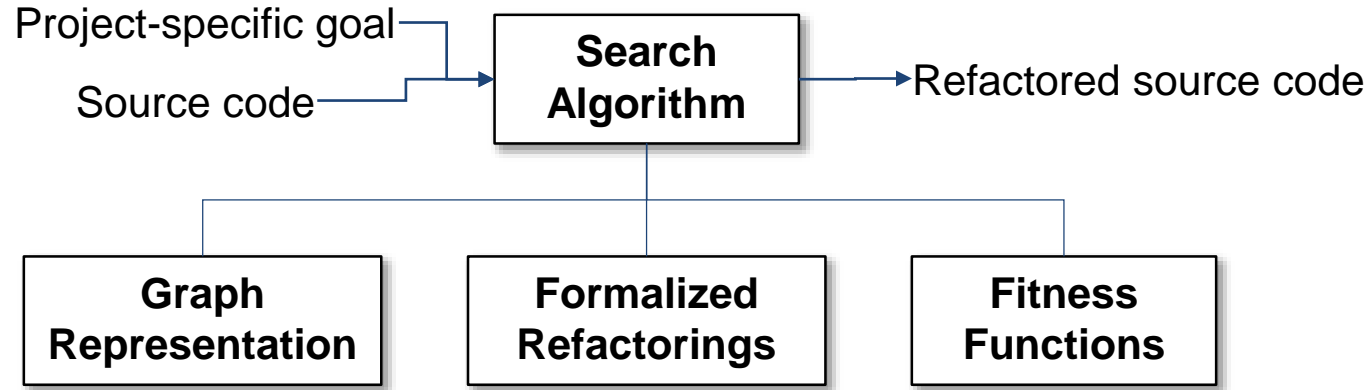 Project-specific goal
Source code
Search
Algorithm
Refactored source code
Graph
Representation
Formalized
Refactorings
Fitness
Functions